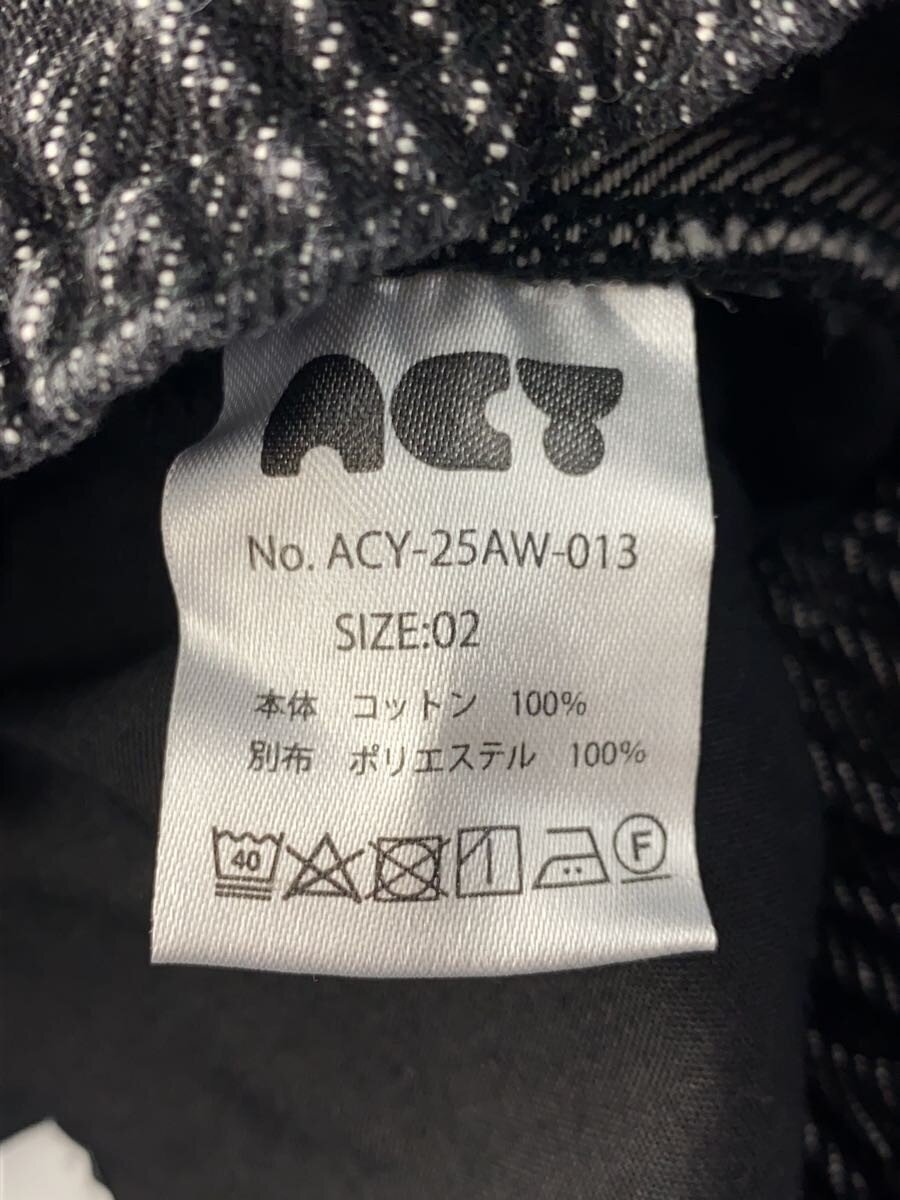 ACY
No. ACY-25AW-013
SIZE:02
本体 コットン 100%
別布 ポリエステル 100%
40 F